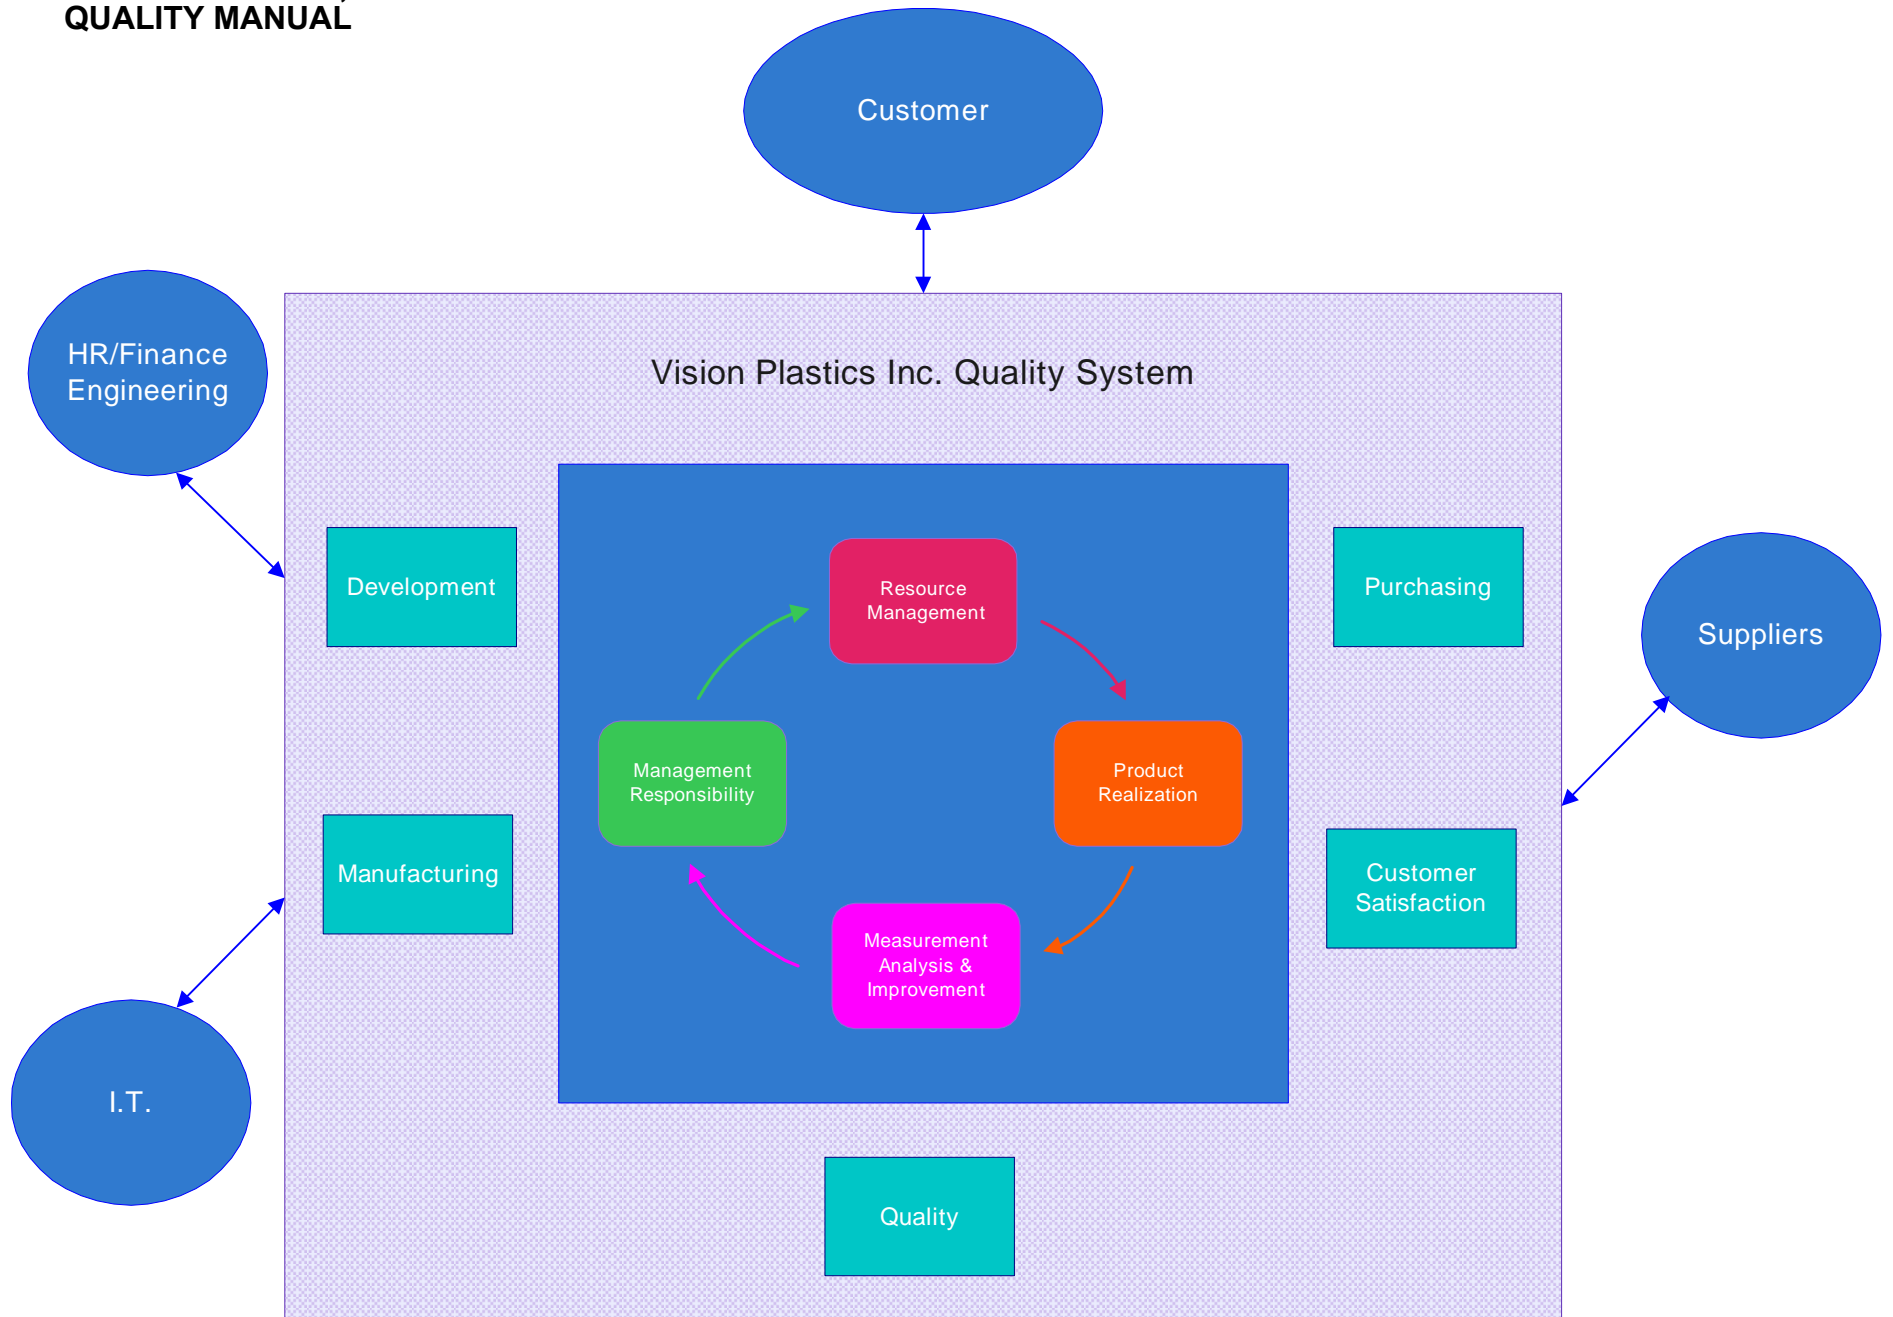 QUALITY MANUAL
Customer
HR/Finance
Engineering
Vision Plastics Inc. Quality System
Development
Resource
Management
Purchasing
Suppliers
Management
Responsibility
Product
Realization
Manufacturing
Customer
Satisfaction
Measurement
Analysis &
Improvement
I.T.
Quality